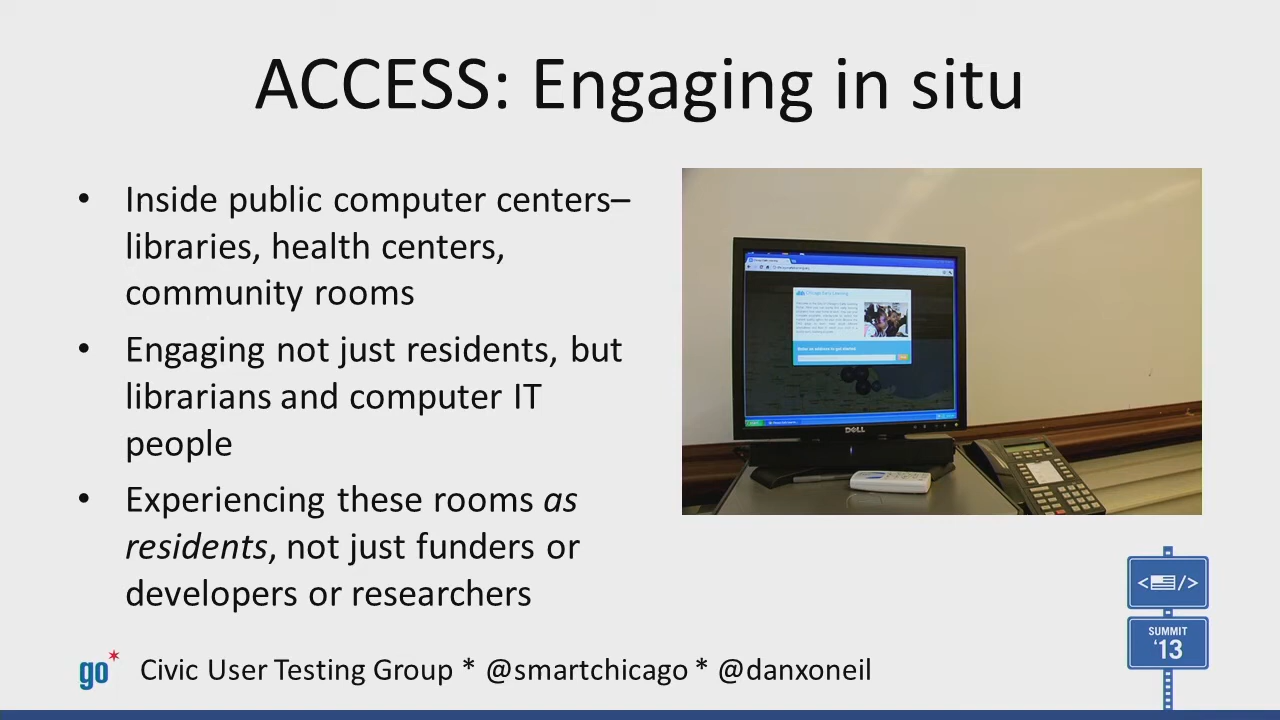 ACCESS: Engaging in situ
• Inside public computer centers–
libraries, health centers,
community rooms
• Engaging not just residents, but
librarians and computer IT
people
• Experiencing these rooms as
residents, not just funders or
developers or researchers
DELL
</>
SUMMIT
‘13
go* Civic User Testing Group * @smartchicago * @danxoneil